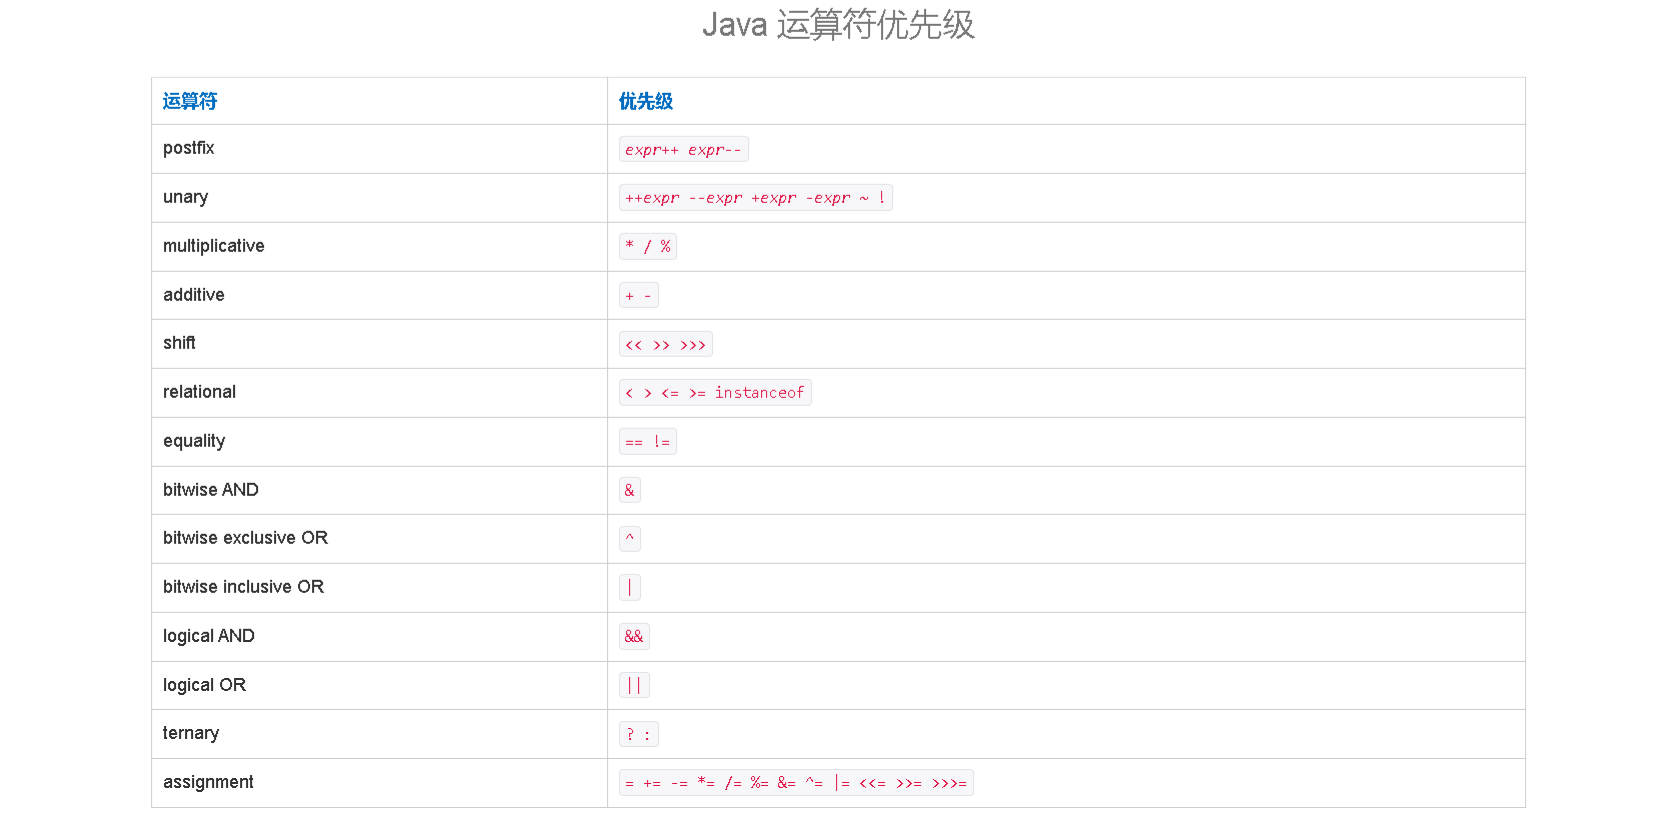 Java 运算符优先级
运算符 优先级
postfix expr++ expr--
unary ++expr --expr +expr -expr ~ !
multiplicative * / %
additive + -
shift << >> >>>
relational < > <= >= instanceof
equality == !=
bitwise AND &
bitwise exclusive OR ^
bitwise inclusive OR |
logical AND &&
logical OR ||
ternary ? :
assignment = += -= *= /= %= &= ^= |= <<= >>= >>>=